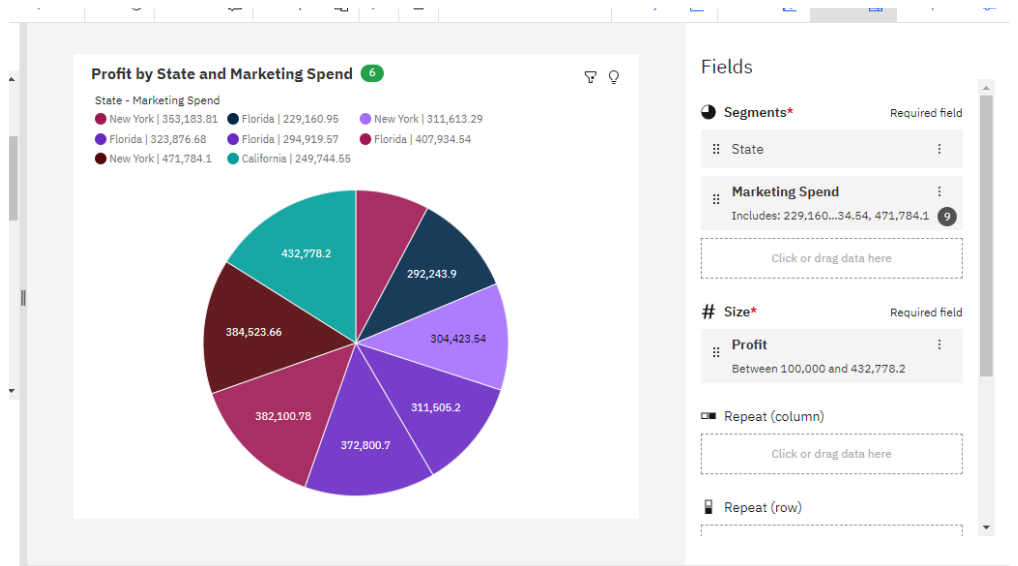 Profit by State and Marketing Spend 6
State - Marketing Spend
New York | 353,183.81 Florida | 229,160.95 New York | 311,613.29
Florida | 323,876.68 Florida | 294,919.57 Florida | 407,934.54
New York | 471,784.1 California | 249,744.55
432,778.2
292,243.9
384,523.66
304,423.54
311,505.2
382,100.78
372,800.7
Fields
Segments* Required field
State
Marketing Spend
Includes: 229,160...34.54, 471,784.1 9
Click or drag data here
# Size* Required field
Profit
Between 100,000 and 432,778.2
Repeat (column)
Click or drag data here
Repeat (row)